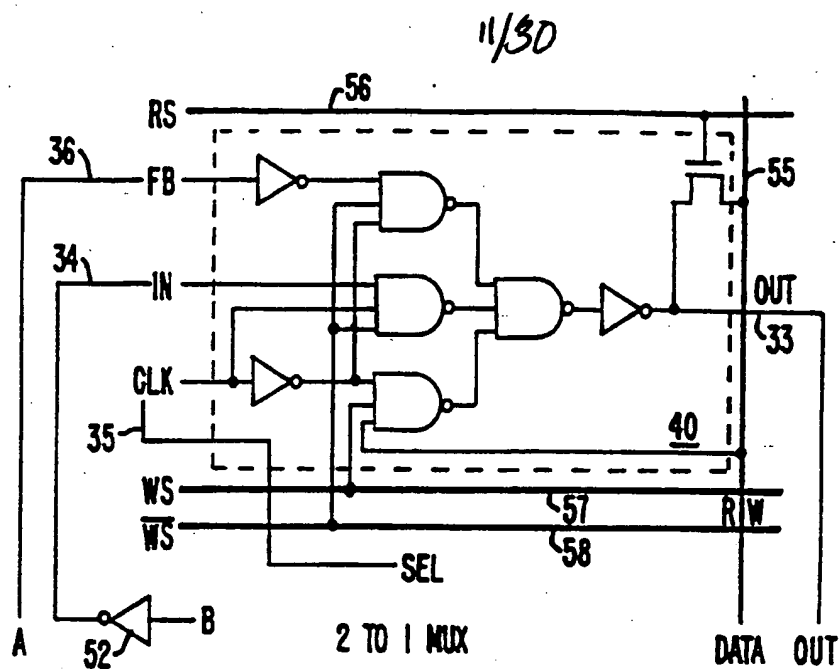 11/30
56
RS
36
FB
55
34
IN
OUT
33
CLK
35
40
WS
57
R W
W̅S̅
58
SEL
B
A
52
2 TO 1 MUX
DATA OUT